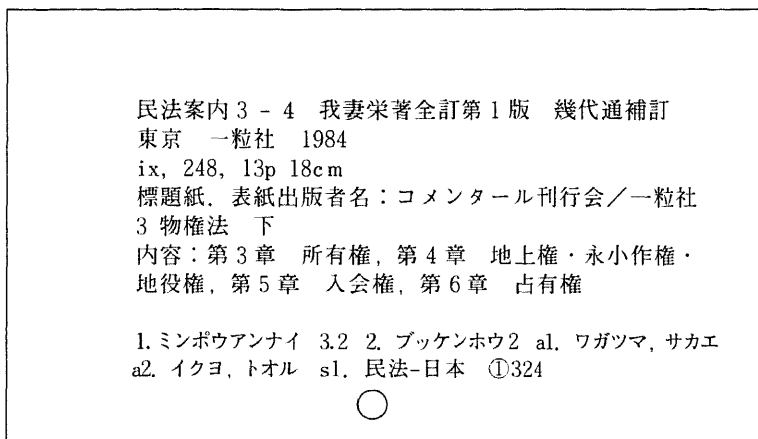 民法案内3－4　我妻栄著全訂第1版　幾代通補訂
東京　一粒社　1984
ix, 248, 13p 18cm
標題紙．表紙出版者名：コメンタール刊行会／一粒社
3 物権法　下
内容：第3章　所有権，第4章　地上権・永小作権・
地役権，第5章　入会権，第6章　占有権
1. ミンポウアンナイ　3.2　2. ブッケンホウ2　a1. ワガツマ, サカエ
a2. イクヨ, トオル　s1. 民法−日本　①324